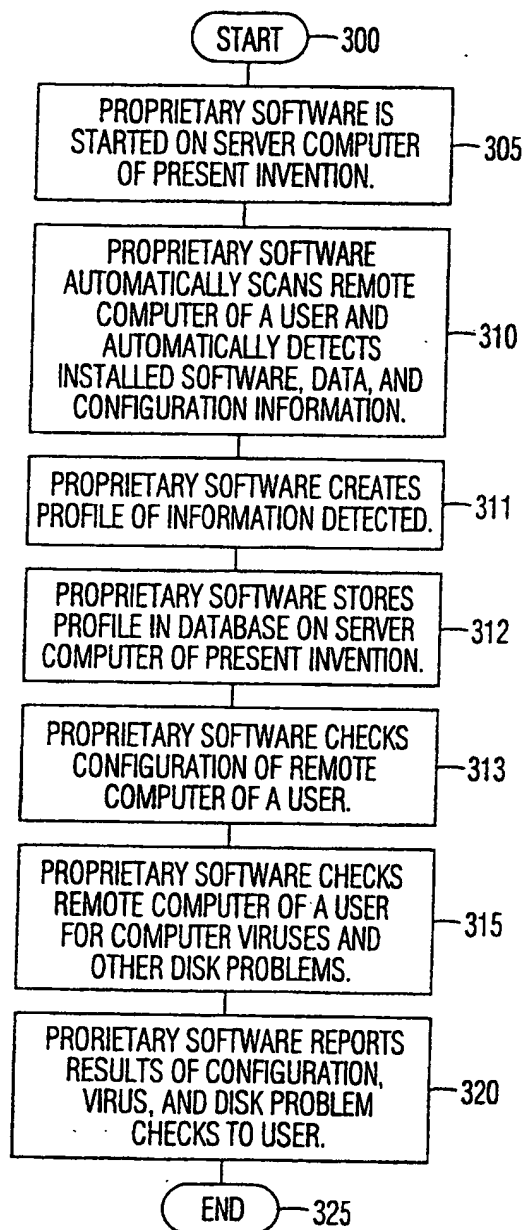 START
300
PROPRIETARY SOFTWARE IS
STARTED ON SERVER COMPUTER
OF PRESENT INVENTION.
305
PROPRIETARY SOFTWARE
AUTOMATICALLY SCANS REMOTE
COMPUTER OF A USER AND
AUTOMATICALLY DETECTS
INSTALLED SOFTWARE, DATA, AND
CONFIGURATION INFORMATION.
310
PROPRIETARY SOFTWARE CREATES
PROFILE OF INFORMATION DETECTED.
311
PROPRIETARY SOFTWARE STORES
PROFILE IN DATABASE ON SERVER
COMPUTER OF PRESENT INVENTION.
312
PROPRIETARY SOFTWARE CHECKS
CONFIGURATION OF REMOTE
COMPUTER OF A USER.
313
PROPRIETARY SOFTWARE CHECKS
REMOTE COMPUTER OF A USER
FOR COMPUTER VIRUSES AND
OTHER DISK PROBLEMS.
315
PRORIETARY SOFTWARE REPORTS
RESULTS OF CONFIGURATION,
VIRUS, AND DISK PROBLEM
CHECKS TO USER.
320
END
325